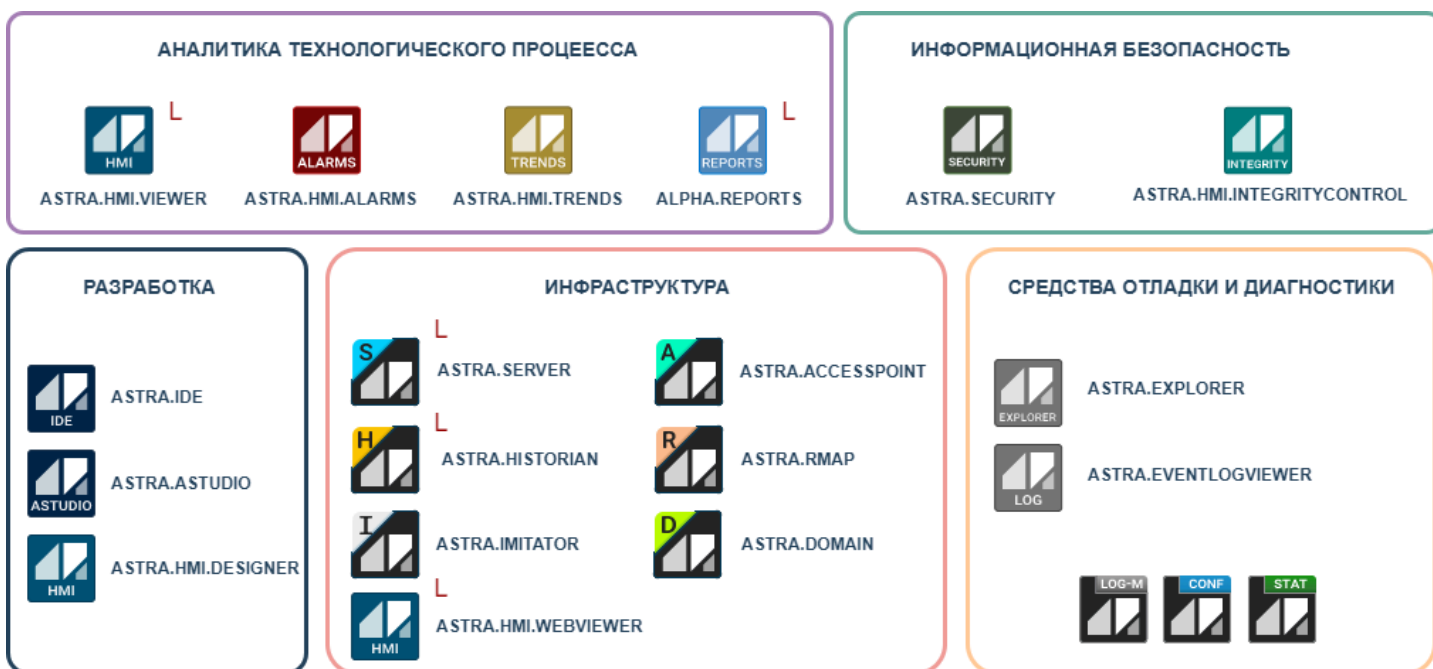 АНАЛИТИКА ТЕХНОЛОГИЧЕСКОГО ПРОЦЕЕССА
L
L
HMI
ALARMS
TRENDS
REPORTS
ASTRA.HMI.VIEWER
ASTRA.HMI.ALARMS
ASTRA.HMI.TRENDS
ALPHA.REPORTS
ИНФОРМАЦИОННАЯ БЕЗОПАСНОСТЬ
SECURITY
INTEGRITY
ASTRA.SECURITY
ASTRA.HMI.INTEGRITYCONTROL
РАЗРАБОТКА
IDE
ASTRA.IDE
ASTUDIO
ASTRA.ASTUDIO
HMI
ASTRA.HMI.DESIGNER
ИНФРАСТРУКТУРА
L
S
ASTRA.SERVER
A
ASTRA.ACCESSPOINT
L
H
ASTRA.HISTORIAN
R
ASTRA.RMAP
I
ASTRA.IMITATOR
D
ASTRA.DOMAIN
L
HMI
ASTRA.HMI.WEBVIEWER
СРЕДСТВА ОТЛАДКИ И ДИАГНОСТИКИ
EXPLORER
ASTRA.EXPLORER
LOG
ASTRA.EVENTLOGVIEWER
LOG-M
CONF
STAT